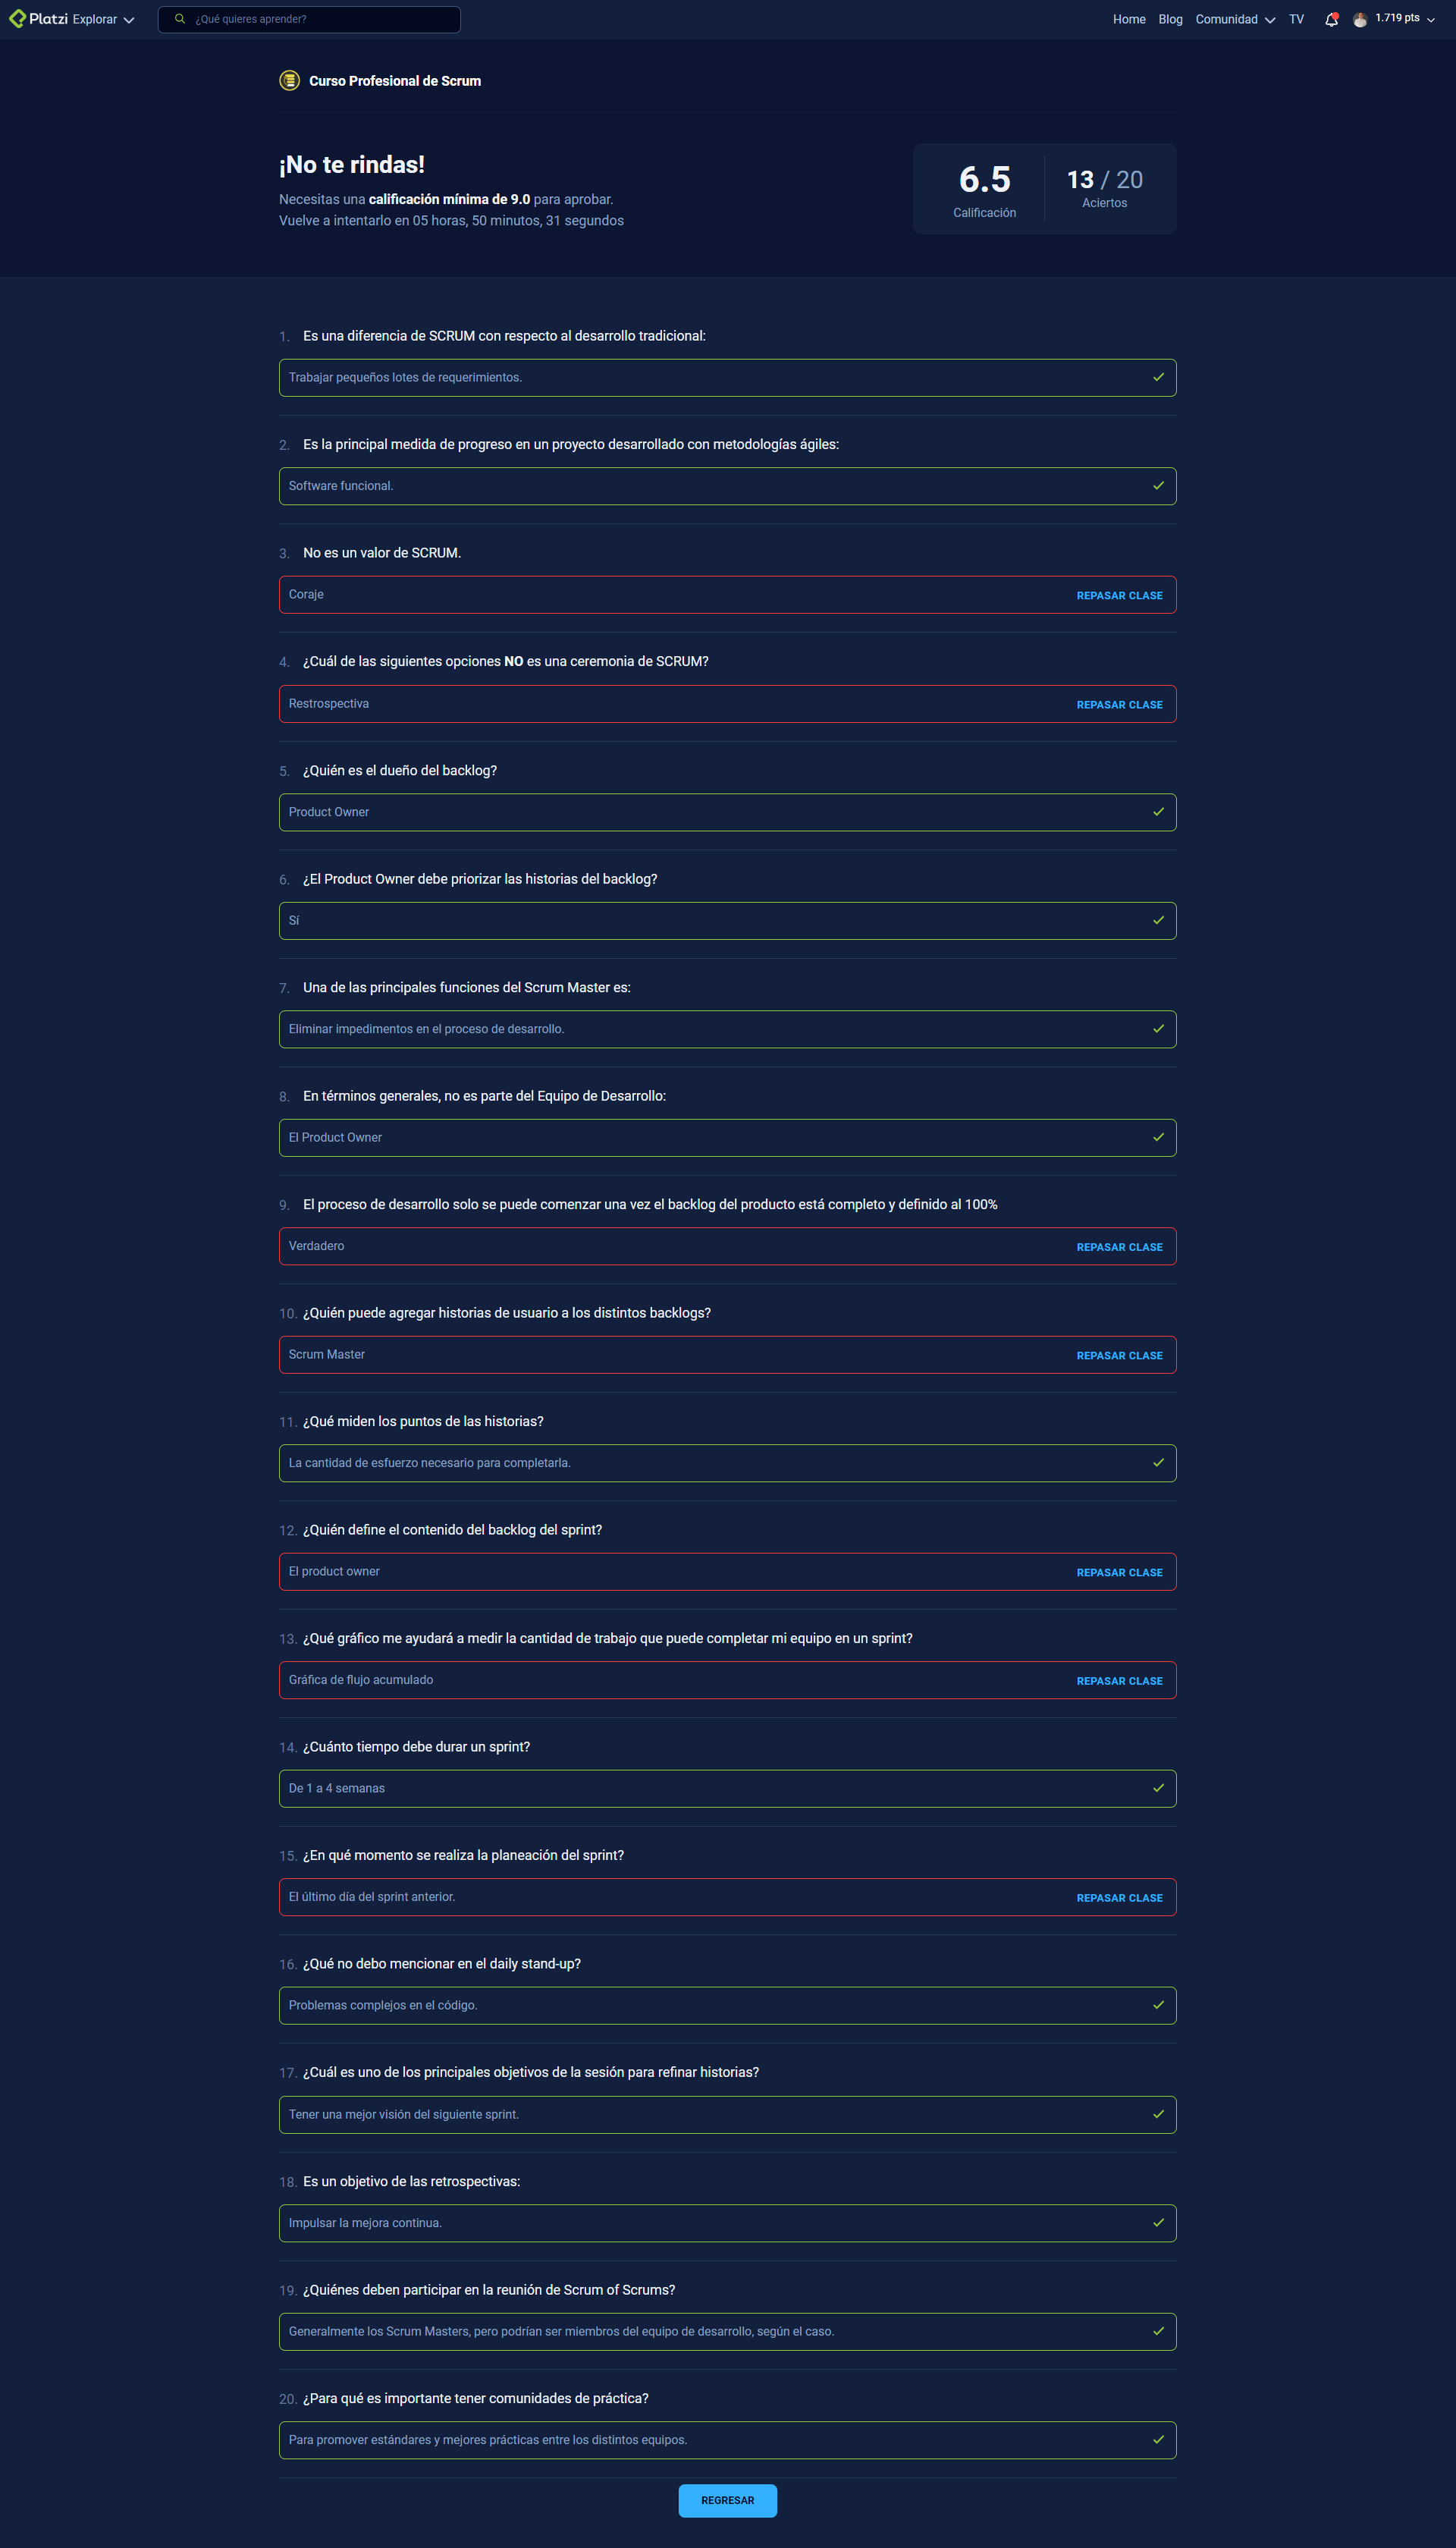 Platzi Explorar ¿Qué quieres aprender? Home Blog Comunidad TV 1.719 pts
Curso Profesional de Scrum
¡No te rindas!
Necesitas una calificación mínima de 9.0 para aprobar.
Vuelve a intentarlo en 05 horas, 50 minutos, 31 segundos
6.5
Calificación
13 / 20
Aciertos
1. Es una diferencia de SCRUM con respecto al desarrollo tradicional:
Trabajar pequeños lotes de requerimientos.
2. Es la principal medida de progreso en un proyecto desarrollado con metodologías ágiles:
Software funcional.
3. No es un valor de SCRUM.
Coraje REPASAR CLASE
4. ¿Cuál de las siguientes opciones NO es una ceremonia de SCRUM?
Restrospectiva REPASAR CLASE
5. ¿Quién es el dueño del backlog?
Product Owner
6. ¿El Product Owner debe priorizar las historias del backlog?
Sí
7. Una de las principales funciones del Scrum Master es:
Eliminar impedimentos en el proceso de desarrollo.
8. En términos generales, no es parte del Equipo de Desarrollo:
El Product Owner
9. El proceso de desarrollo solo se puede comenzar una vez el backlog del producto está completo y definido al 100%
Verdadero REPASAR CLASE
10. ¿Quién puede agregar historias de usuario a los distintos backlogs?
Scrum Master REPASAR CLASE
11. ¿Qué miden los puntos de las historias?
La cantidad de esfuerzo necesario para completarla.
12. ¿Quién define el contenido del backlog del sprint?
El product owner REPASAR CLASE
13. ¿Qué gráfico me ayudará a medir la cantidad de trabajo que puede completar mi equipo en un sprint?
Gráfica de flujo acumulado REPASAR CLASE
14. ¿Cuánto tiempo debe durar un sprint?
De 1 a 4 semanas
15. ¿En qué momento se realiza la planeación del sprint?
El último día del sprint anterior. REPASAR CLASE
16. ¿Qué no debo mencionar en el daily stand-up?
Problemas complejos en el código.
17. ¿Cuál es uno de los principales objetivos de la sesión para refinar historias?
Tener una mejor visión del siguiente sprint.
18. Es un objetivo de las retrospectivas:
Impulsar la mejora continua.
19. ¿Quiénes deben participar en la reunión de Scrum of Scrums?
Generalmente los Scrum Masters, pero podrían ser miembros del equipo de desarrollo, según el caso.
20. ¿Para qué es importante tener comunidades de práctica?
Para promover estándares y mejores prácticas entre los distintos equipos.
REGRESAR